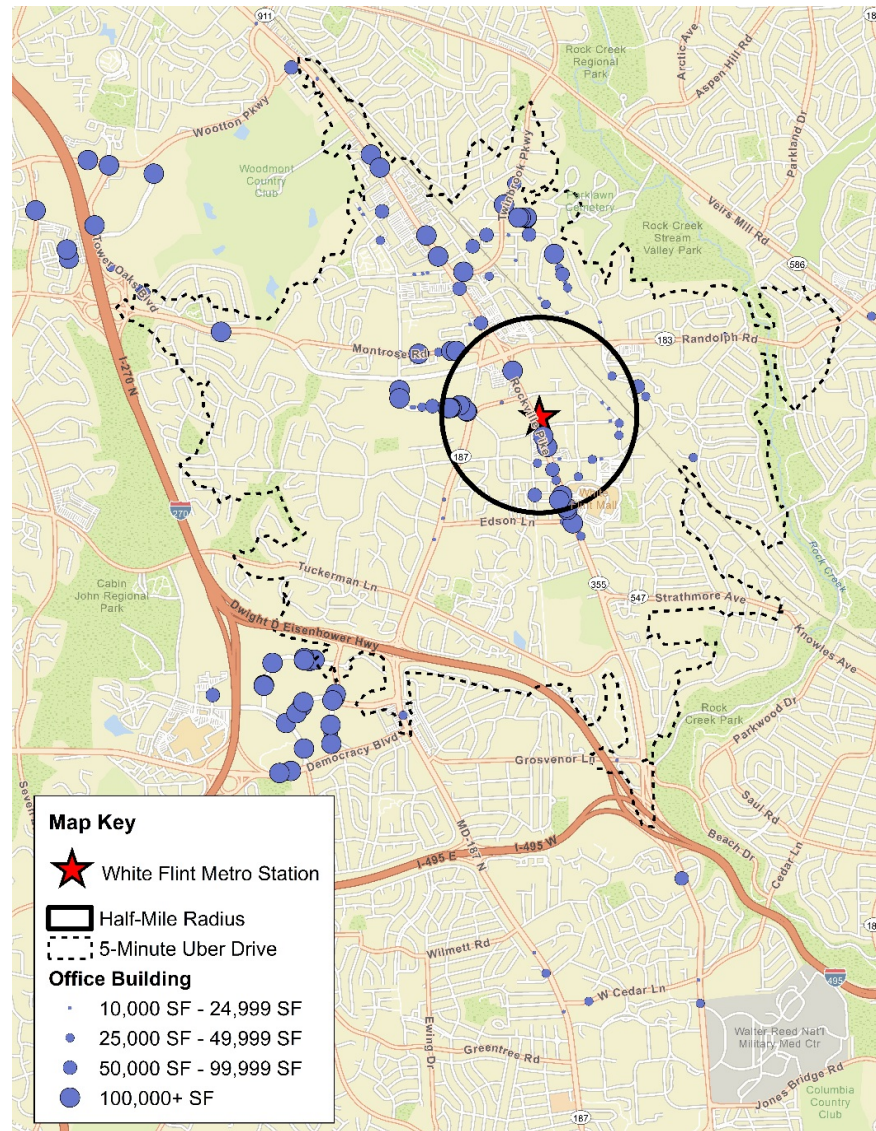 911
Rock Creek
Regional
Park
Arctic Ave
Aspen Hill Rd
Wootton Pkwy
Woodmont
Country
Club
Twinbrook Pkwy
Parklawn
Cemetery
Parkland Dr
Veirs Mill Rd
Rock Creek
Stream
Valley Park
586
Tower Oaks Blvd
I-270 N
Montrose Rd
183
Randolph Rd
Rockville Pike
187
White
Flint Mall
Edson Ln
270
Rock Creek
Tuckerman Ln
355
547
Strathmore Ave
Cabin
John Regional
Park
Dwight D Eisenhower Hwy
Knowles Ave
Rock
Creek Park
Parkwood Dr
Democracy Blvd
Grosvenor Ln
Saul Rd
Beach Dr
Cedar Ln
MD-187 N
I-495 E
I-495 W
Wilmett Rd
495
W Cedar Ln
Ewing Dr
Greentree Rd
Walter Reed Nat'l
Military Med Ctr
Jones Bridge Rd
Columbia
Country
Club
187
Map Key
White Flint Metro Station
Half-Mile Radius
5-Minute Uber Drive
Office Building
10,000 SF - 24,999 SF
25,000 SF - 49,999 SF
50,000 SF - 99,999 SF
100,000+ SF